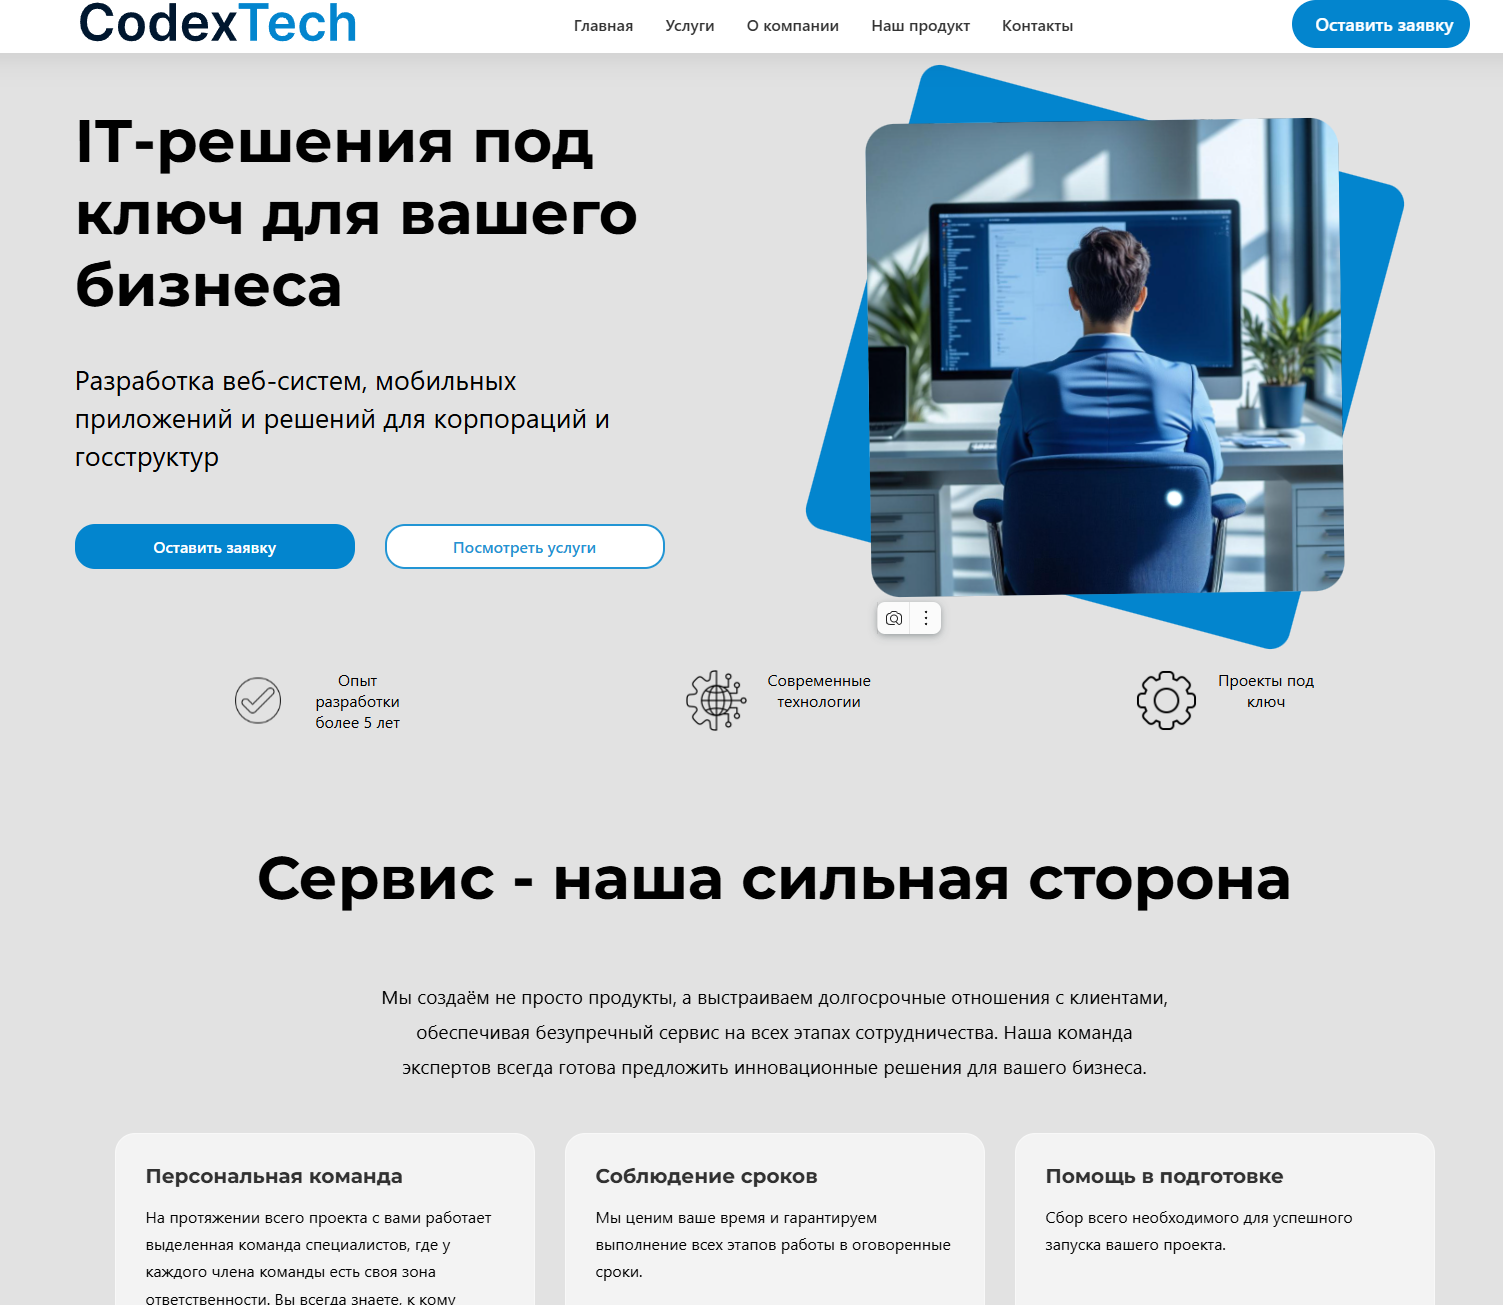 CodexTech
Главная
Услуги
О компании
Наш продукт
Контакты
Оставить заявку
IT-решения под
ключ для вашего
бизнеса
Разработка веб-систем, мобильных
приложений и решений для корпораций и
госструктур
Оставить заявку
Посмотреть услуги
Опыт
разработки
более 5 лет
Современные
технологии
Проекты под
ключ
Сервис - наша сильная сторона
Мы создаём не просто продукты, а выстраиваем долгосрочные отношения с клиентами,
обеспечивая безупречный сервис на всех этапах сотрудничества. Наша команда
экспертов всегда готова предложить инновационные решения для вашего бизнеса.
Персональная команда
На протяжении всего проекта с вами работает
выделенная команда специалистов, где у
каждого члена команды есть своя зона
ответственности. Вы всегда знаете, к кому
Соблюдение сроков
Мы ценим ваше время и гарантируем
выполнение всех этапов работы в оговоренные
сроки.
Помощь в подготовке
Сбор всего необходимого для успешного
запуска вашего проекта.